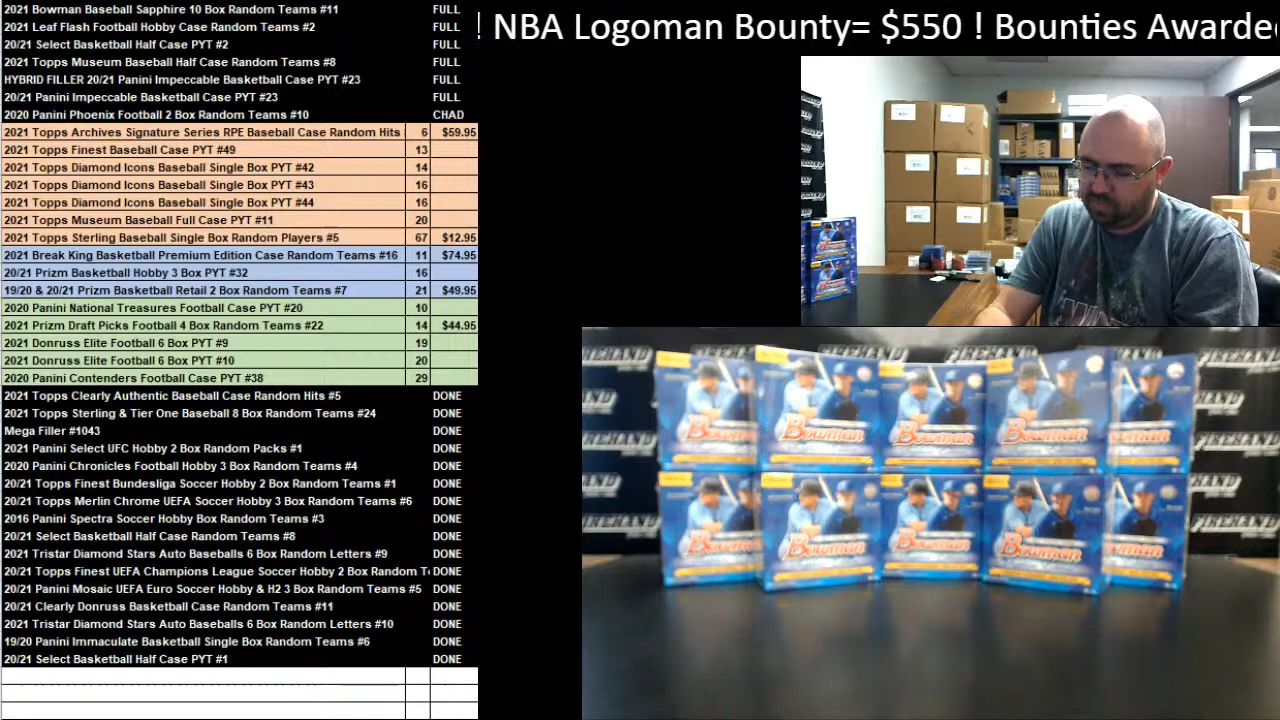 2021 Bowman Baseball Sapphire 10 Box Random Teams #11 FULL
2021 Leaf Flash Football Hobby Case Random Teams #2 FULL
20/21 Select Basketball Half Case PYT #2 FULL
2021 Topps Museum Baseball Half Case Random Teams #8 FULL
HYBRID FILLER 20/21 Panini Impeccable Basketball Case PYT #23 FULL
20/21 Panini Impeccable Basketball Case PYT #23 FULL
2020 Panini Phoenix Football 2 Box Random Teams #10 CHAD
2021 Topps Archives Signature Series RPE Baseball Case Random Hits 6 $59.95
2021 Topps Finest Baseball Case PYT #49 13
2021 Topps Diamond Icons Baseball Single Box PYT #42 14
2021 Topps Diamond Icons Baseball Single Box PYT #43 16
2021 Topps Diamond Icons Baseball Single Box PYT #44 16
2021 Topps Museum Baseball Full Case PYT #11 20
2021 Topps Sterling Baseball Single Box Random Players #5 67 $12.95
2021 Break King Basketball Premium Edition Case Random Teams #16 11 $74.95
20/21 Prizm Basketball Hobby 3 Box PYT #32 16
19/20 & 20/21 Prizm Basketball Retail 2 Box Random Teams #7 21 $49.95
2020 Panini National Treasures Football Case PYT #20 10
2021 Prizm Draft Picks Football 4 Box Random Teams #22 14 $44.95
2021 Donruss Elite Football 6 Box PYT #9 19
2021 Donruss Elite Football 6 Box PYT #10 20
2020 Panini Contenders Football Case PYT #38 29
2021 Topps Clearly Authentic Baseball Case Random Hits #5 DONE
2021 Topps Sterling & Tier One Baseball 8 Box Random Teams #24 DONE
Mega Filler #1043 DONE
2021 Panini Select UFC Hobby 2 Box Random Packs #1 DONE
2020 Panini Chronicles Football Hobby 3 Box Random Teams #4 DONE
2021 Topps Finest Bundesliga Soccer Hobby 2 Box Random Teams #1 DONE
20/21 Topps Merlin Chrome UEFA Soccer Hobby 3 Box Random Teams #6 DONE
2016 Panini Spectra Soccer Hobby Box Random Teams #3 DONE
20/21 Select Basketball Half Case Random Teams #8 DONE
2021 Tristar Diamond Stars Auto Baseballs 6 Box Random Letters #9 DONE
20/21 Topps Finest UEFA Champions League Soccer Hobby 2 Box Random T DONE
20/21 Panini Mosaic UEFA Euro Soccer Hobby & H2 3 Box Random Teams #5 DONE
20/21 Clearly Donruss Basketball Case Random Teams #11 DONE
2021 Tristar Diamond Stars Auto Baseballs 6 Box Random Letters #10 DONE
19/20 Panini Immaculate Basketball Single Box Random Teams #6 DONE
20/21 Select Basketball Half Case PYT #1 DONE
! NBA Logoman Bounty= $550 ! Bounties Awarded
Bowman
Bowman
Bowman
Bowman
Bowman
Bowman
Bowman
Bowman
Bowman
Bowman
FIREHAND